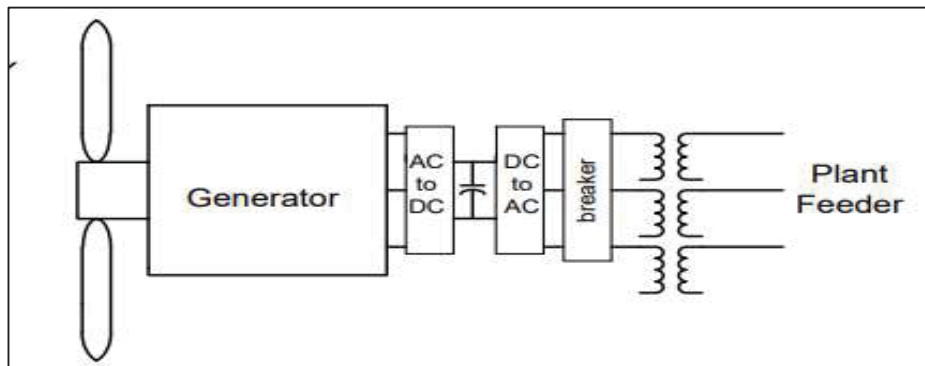 Generator
AC
to
DC
DC
to
AC
breaker
Plant
Feeder